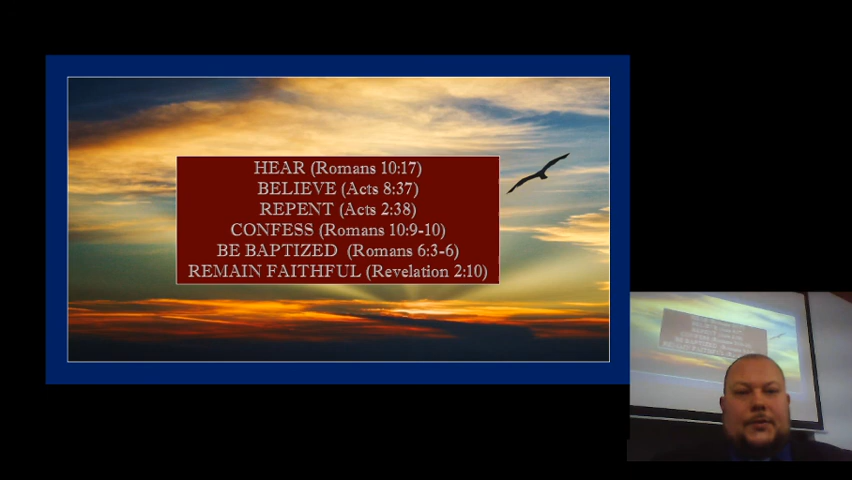 HEAR (Romans 10:17)
BELIEVE (Acts 8:37)
REPENT (Acts 2:38)
CONFESS (Romans 10:9-10)
BE BAPTIZED (Romans 6:3-6)
REMAIN FAITHFUL (Revelation 2:10)